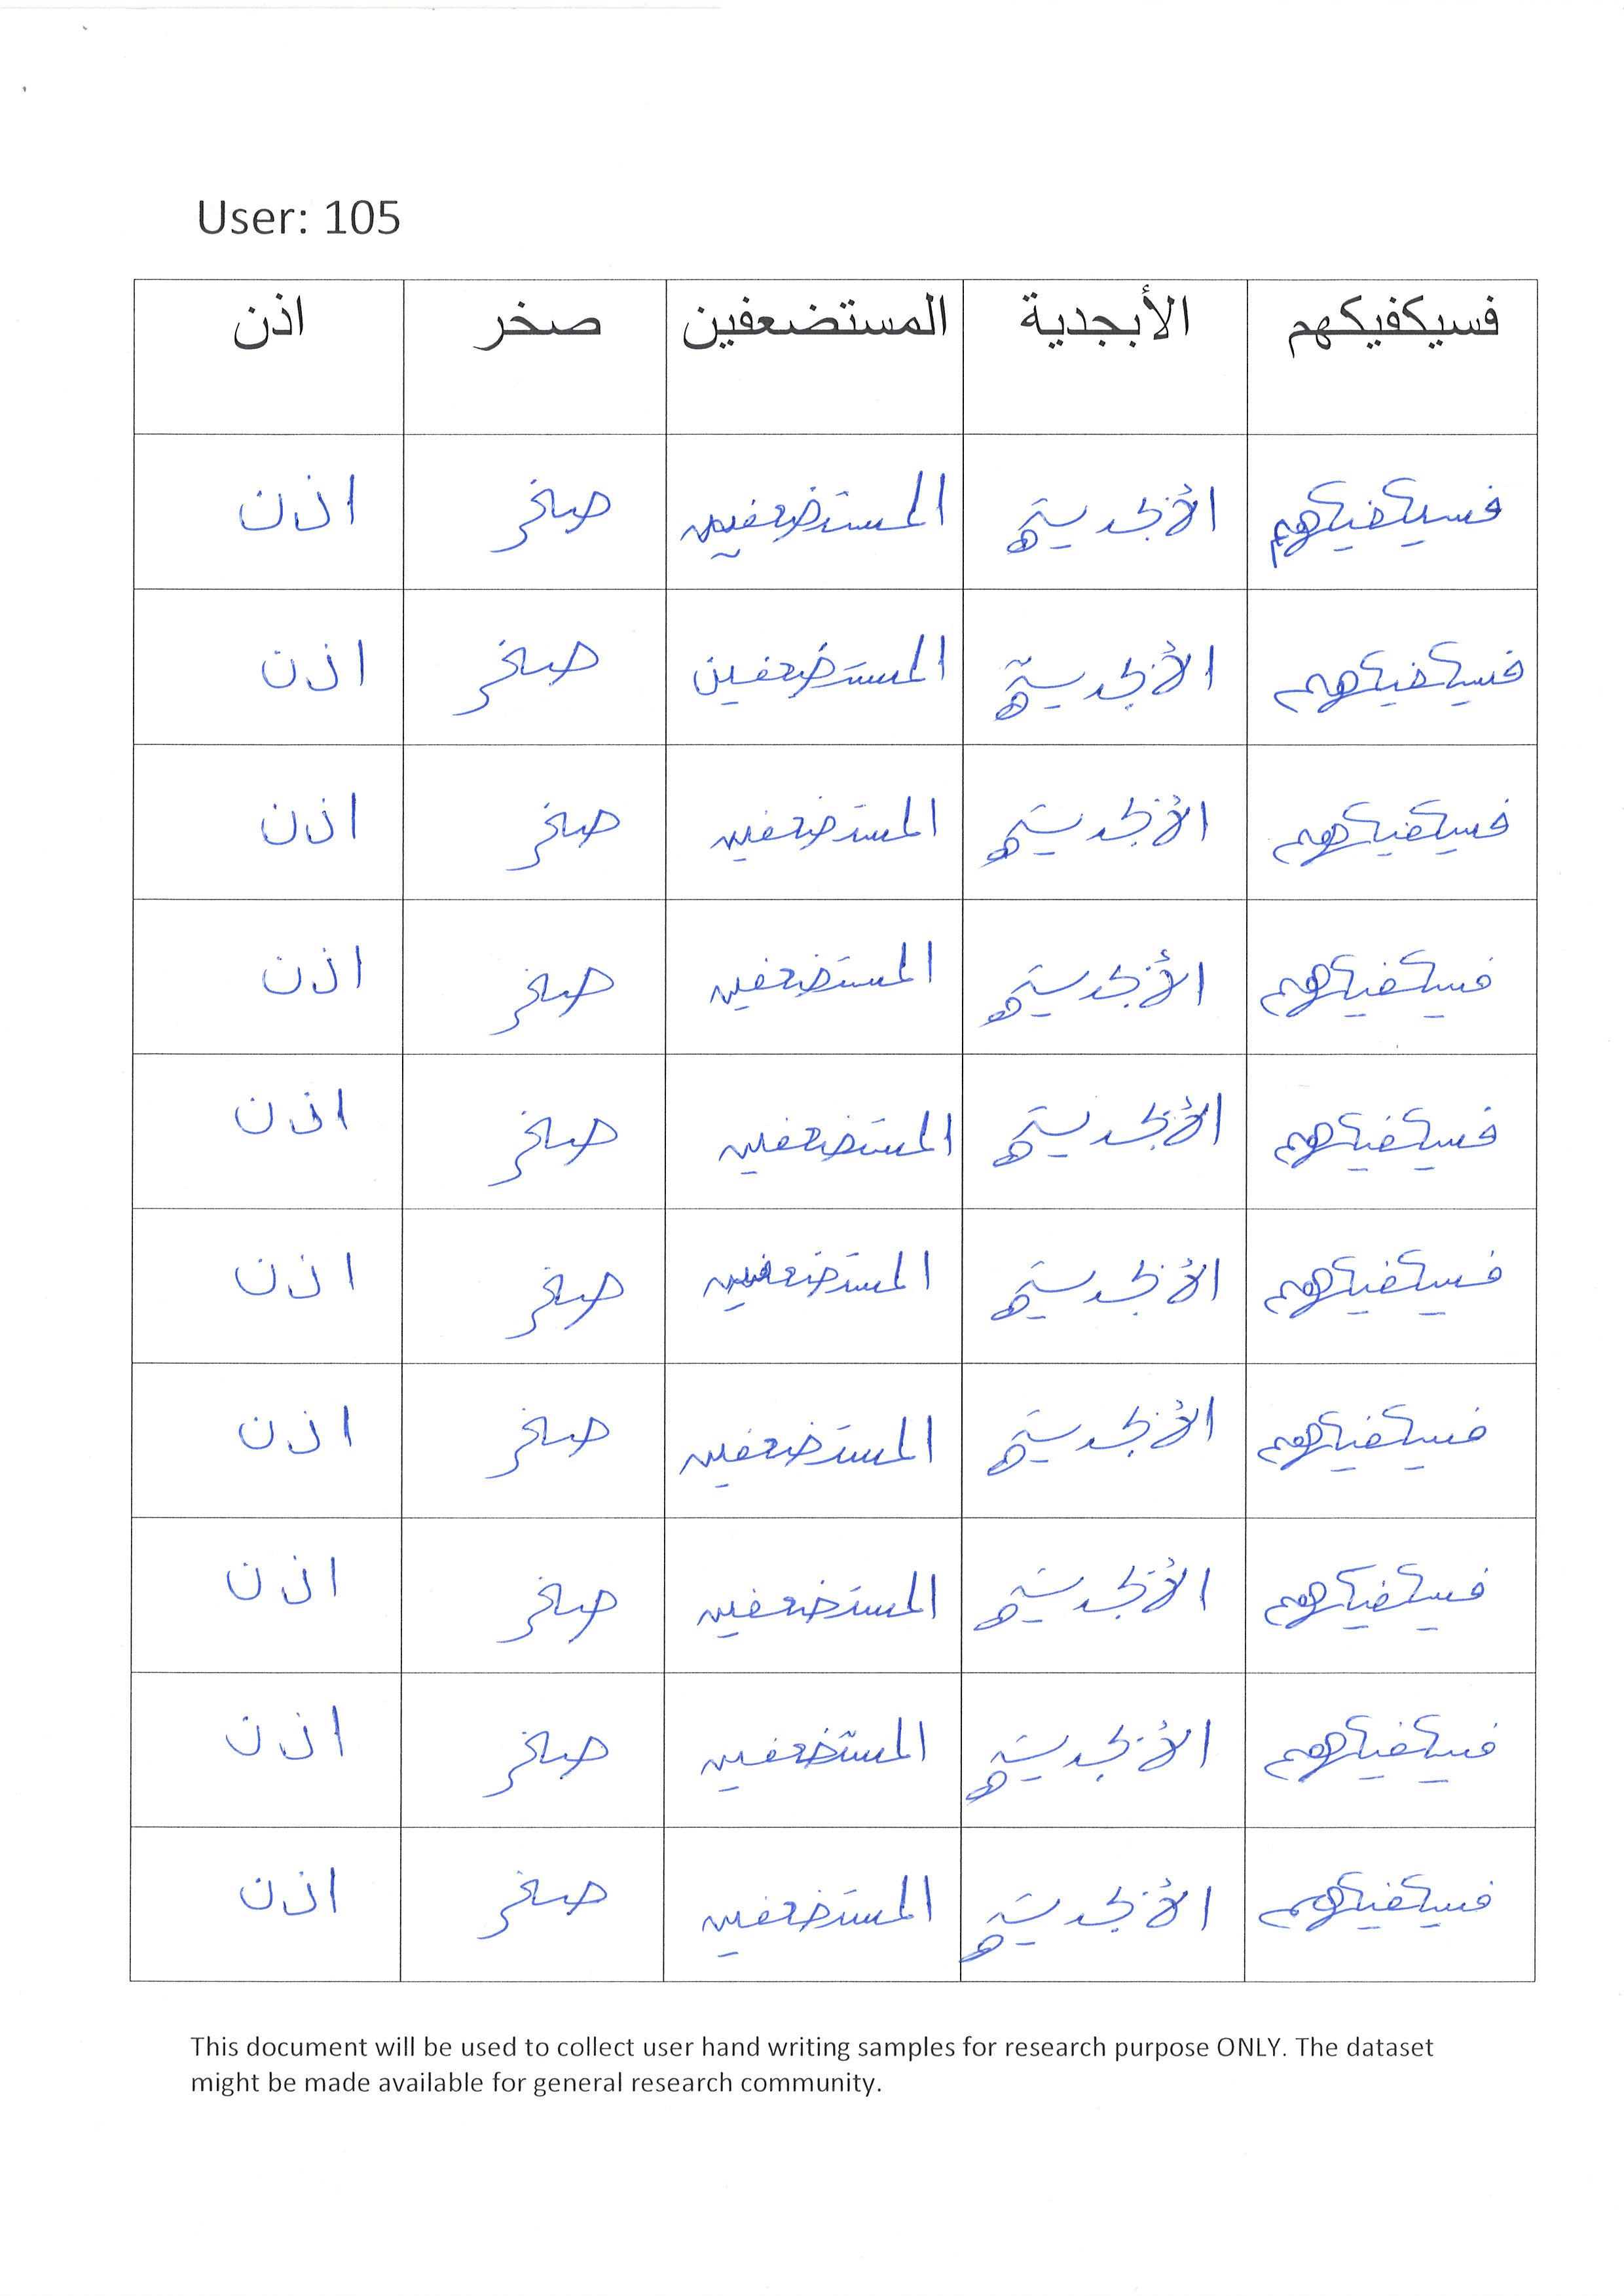 User: 105
فسيكفيكهم الأبجدية المستضعفين صخر اذن
فسيكفيكهم الأبجدية المستضعفين صخر اذن
فسيكفيكهم الأبجدية المستضعفين صخر اذن
فسيكفيكهم الأبجدية المستضعفين صخر اذن
فسيكفيكهم الأبجدية المستضعفين صخر اذن
فسيكفيكهم الأبجدية المستضعفين صخر اذن
فسيكفيكهم الأبجدية المستضعفين صخر اذن
فسيكفيكهم الأبجدية المستضعفين صخر اذن
فسيكفيكهم الأبجدية المستضعفين صخر اذن
فسيكفيكهم الأبجدية المستضعفين صخر اذن
فسيكفيكهم الأبجدية المستضعفين صخر اذن
This document will be used to collect user hand writing samples for research purpose ONLY. The dataset
might be made available for general research community.